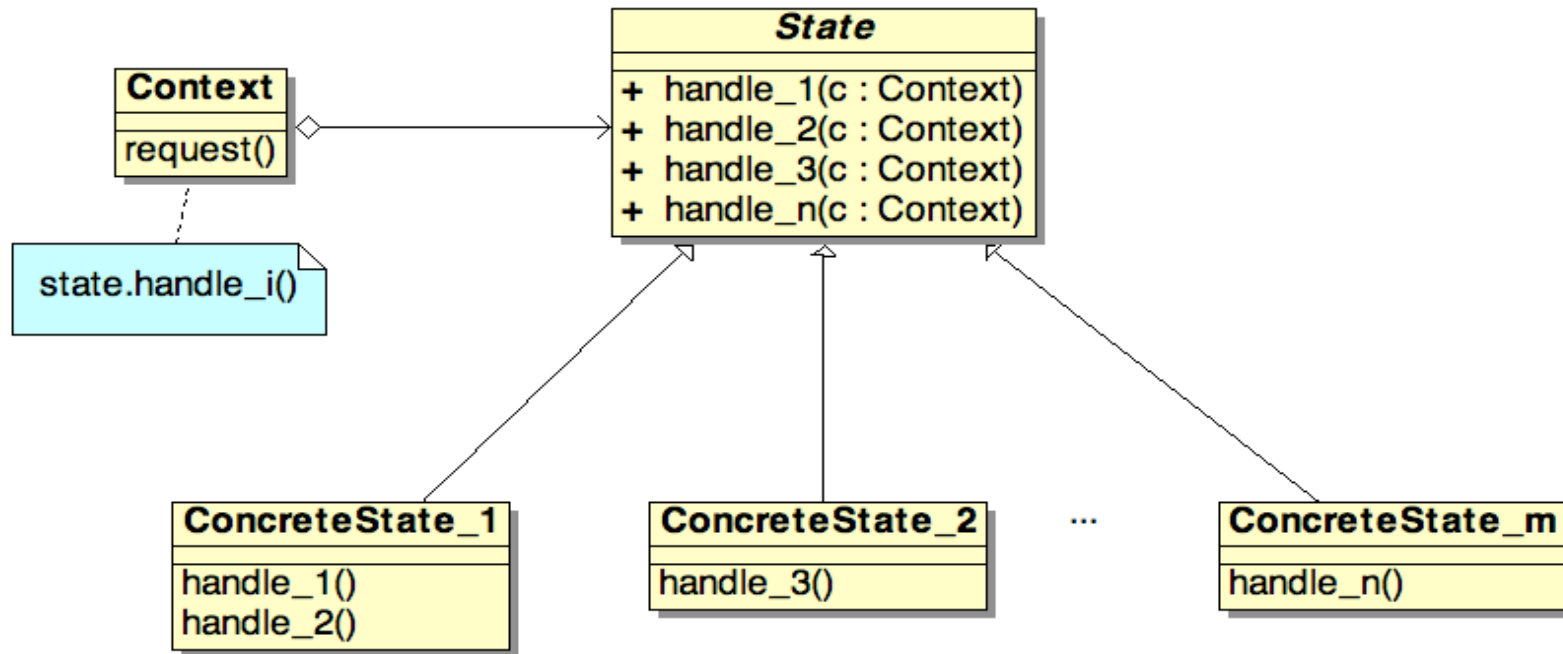 State
+ handle_1(c : Context)
+ handle_2(c : Context)
+ handle_3(c : Context)
+ handle_n(c : Context)
Context
request()
state.handle_i()
ConcreteState_1
handle_1()
handle_2()
ConcreteState_2
handle_3()
...
ConcreteState_m
handle_n()